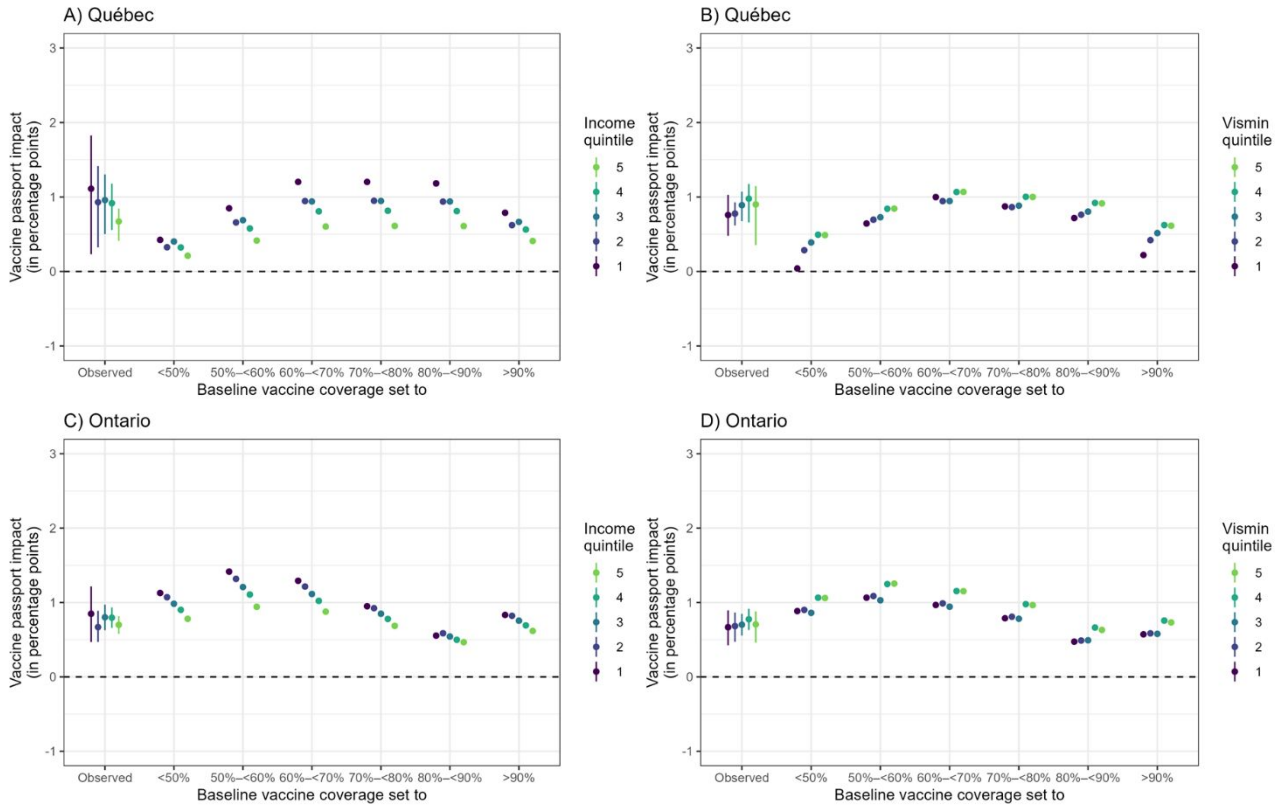 A) Québec
Vaccine passport impact
(in percentage points)
3
2
1
0
-1
Observed <50% 50%–<60% 60%–<70% 70%–<80% 80%–<90% >90%
Baseline vaccine coverage set to
Income
quintile
5
4
3
2
1
B) Québec
Vaccine passport impact
(in percentage points)
3
2
1
0
-1
Observed <50% 50%–<60% 60%–<70% 70%–<80% 80%–<90% >90%
Baseline vaccine coverage set to
Vismin
quintile
5
4
3
2
1
C) Ontario
Vaccine passport impact
(in percentage points)
3
2
1
0
-1
Observed <50% 50%–<60% 60%–<70% 70%–<80% 80%–<90% >90%
Baseline vaccine coverage set to
Income
quintile
5
4
3
2
1
D) Ontario
Vaccine passport impact
(in percentage points)
3
2
1
0
-1
Observed <50% 50%–<60% 60%–<70% 70%–<80% 80%–<90% >90%
Baseline vaccine coverage set to
Vismin
quintile
5
4
3
2
1